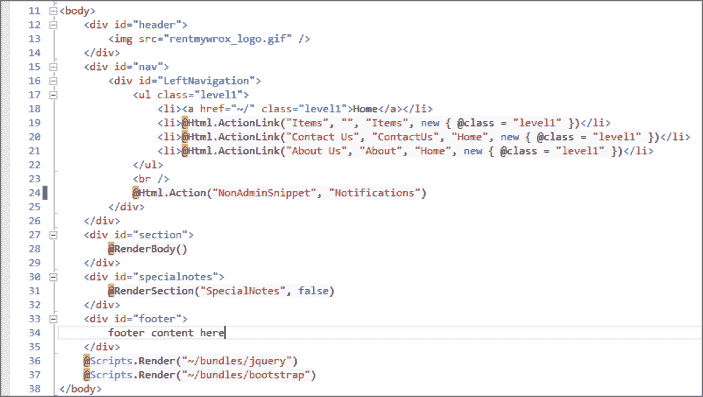 11 <body>
12     <div id="header">
13         <img src="rentmywrox_logo.gif" />
14     </div>
15     <div id="nav">
16         <div id="LeftNavigation">
17             <ul class="level1">
18                 <li><a href="~/" class="level1">Home</a></li>
19                 <li>@Html.ActionLink("Items", "", "Items", new { @class = "level1" })</li>
20                 <li>@Html.ActionLink("Contact Us", "ContactUs", "Home", new { @class = "level1" })</li>
21                 <li>@Html.ActionLink("About Us", "About", "Home", new { @class = "level1" })</li>
22             </ul>
23             <br />
24             @Html.Action("NonAdminSnippet", "Notifications")
25         </div>
26     </div>
27     <div id="section">
28         @RenderBody()
29     </div>
30     <div id="specialnotes">
31         @RenderSection("SpecialNotes", false)
32     </div>
33     <div id="footer">
34         footer content here
35     </div>
36     @Scripts.Render("~/bundles/jquery")
37     @Scripts.Render("~/bundles/bootstrap")
38 </body>